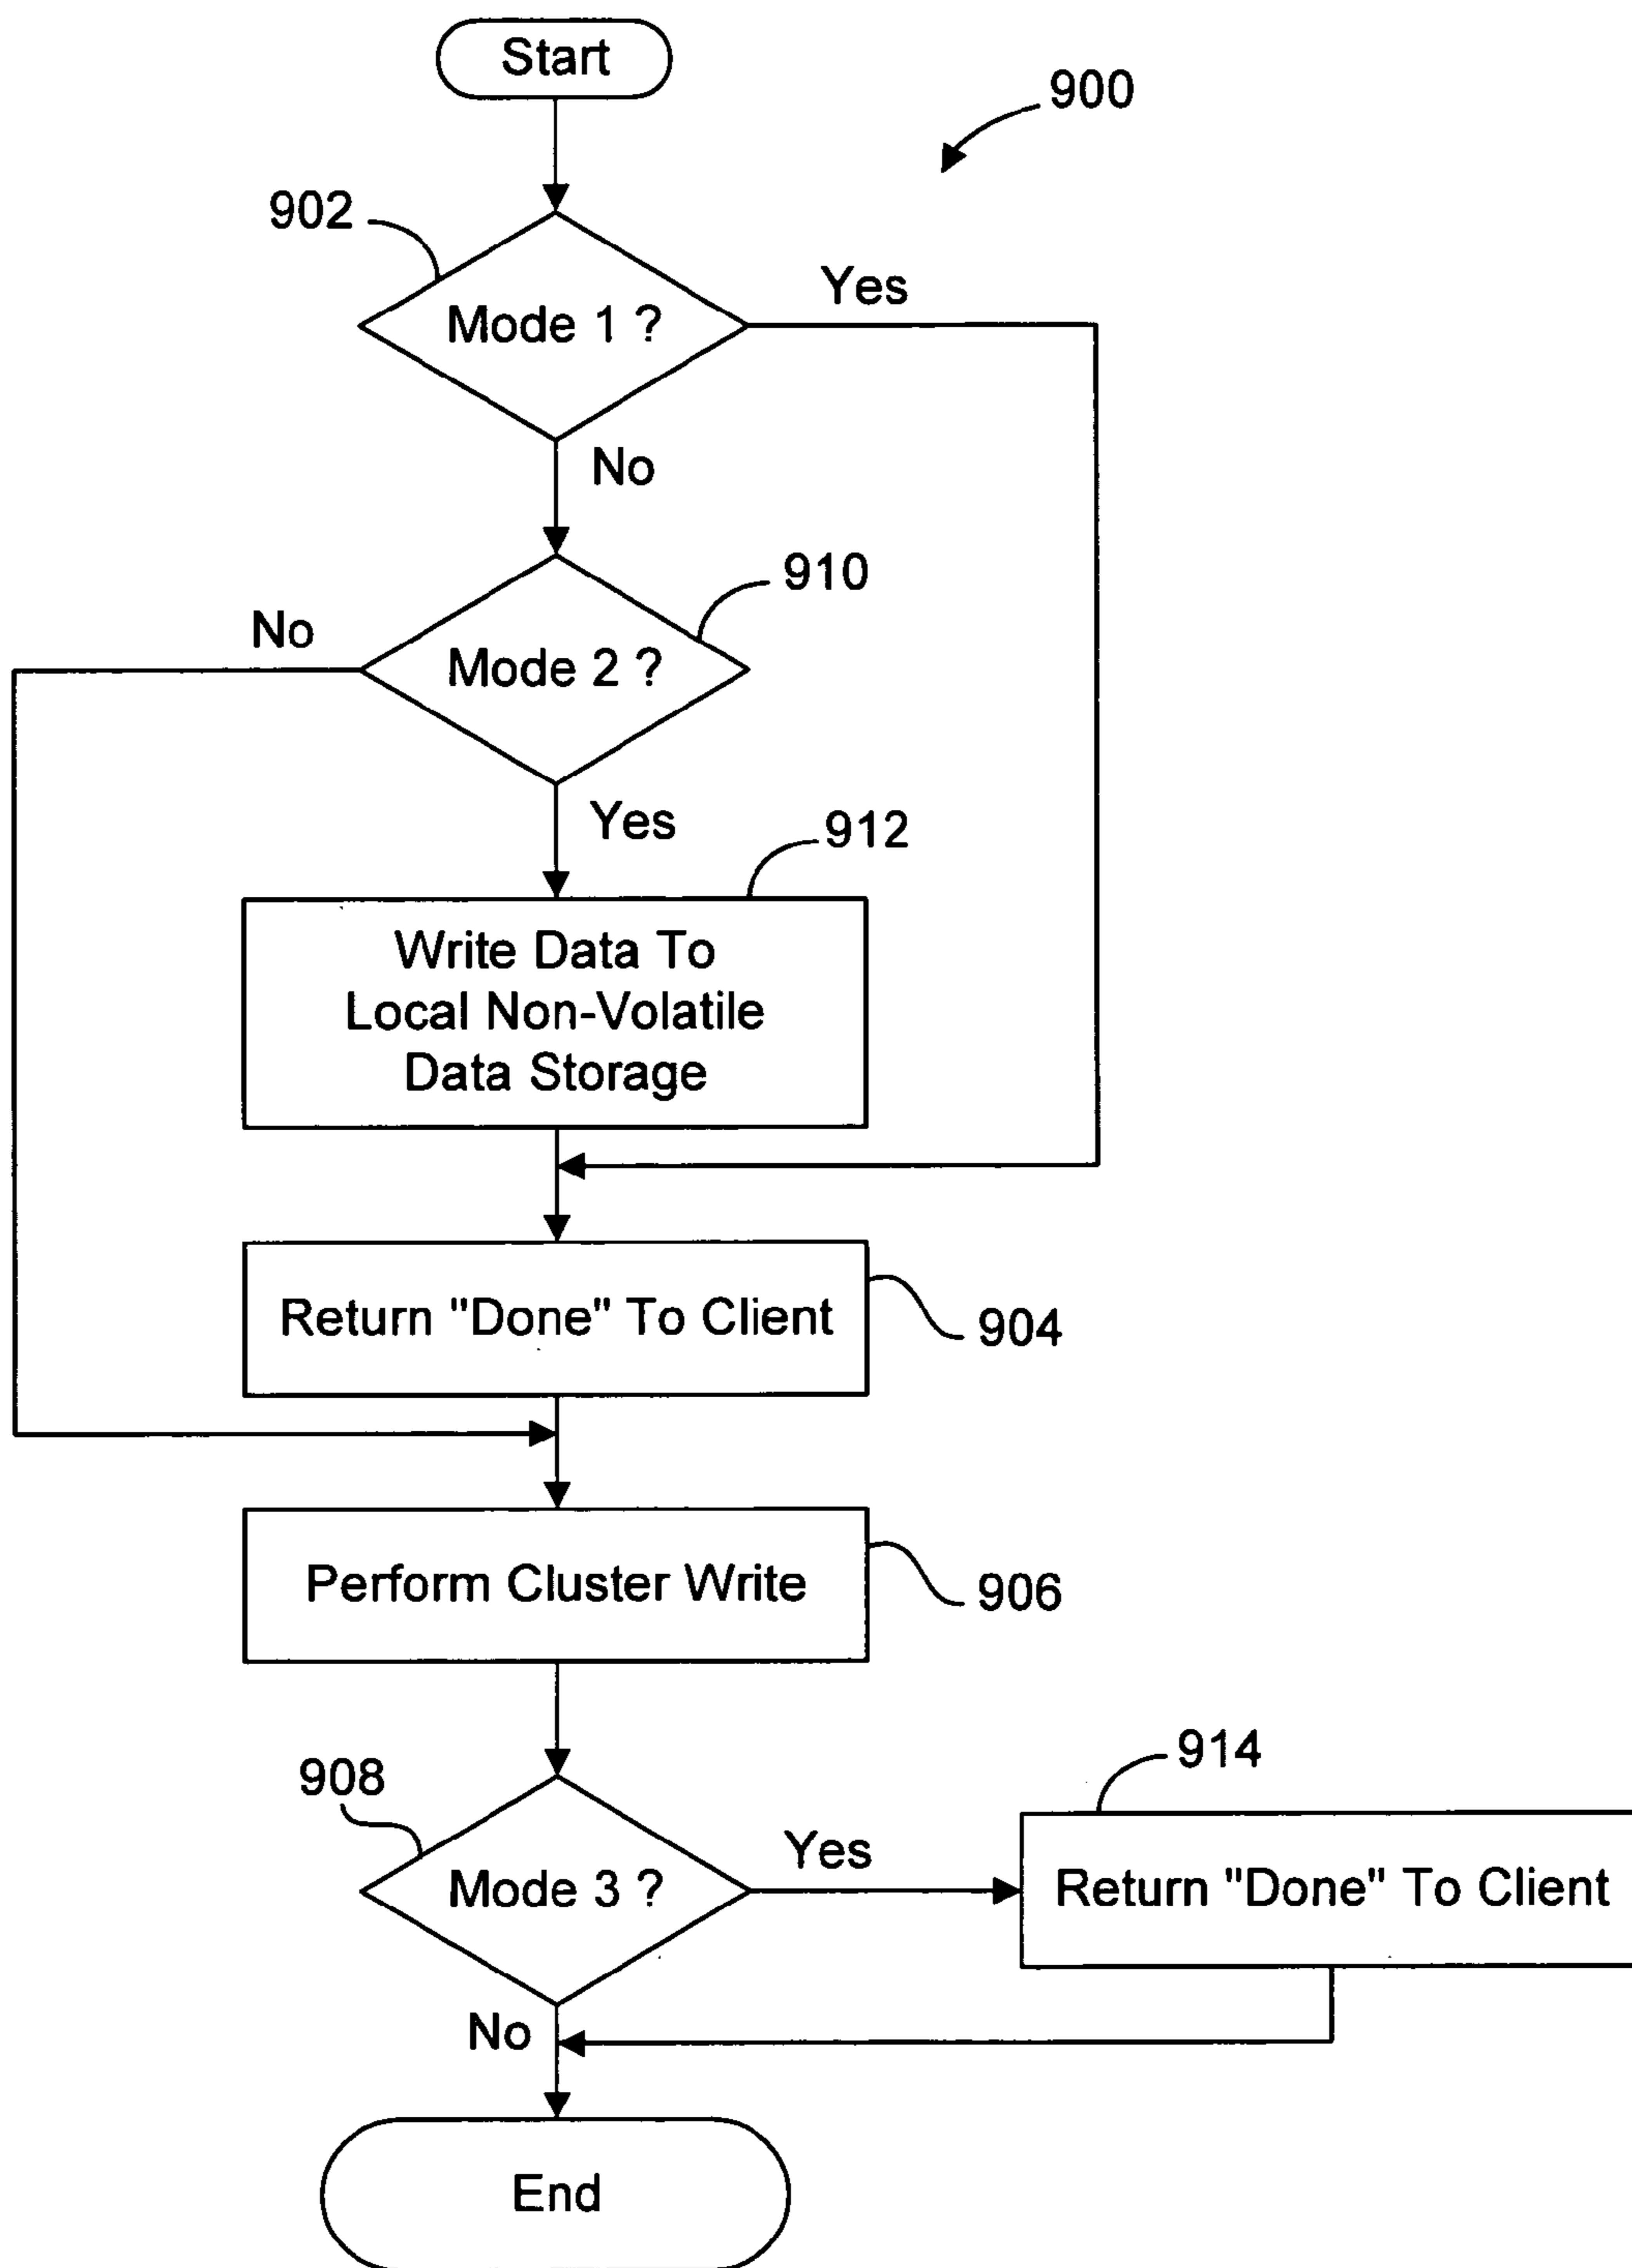 Start
900
902
Mode 1 ?
Yes
No
910
No
Mode 2 ?
Yes
912
Write Data To
Local Non-Volatile
Data Storage
Return "Done" To Client
904
Perform Cluster Write
906
908
914
Mode 3 ?
Yes
Return "Done" To Client
No
End